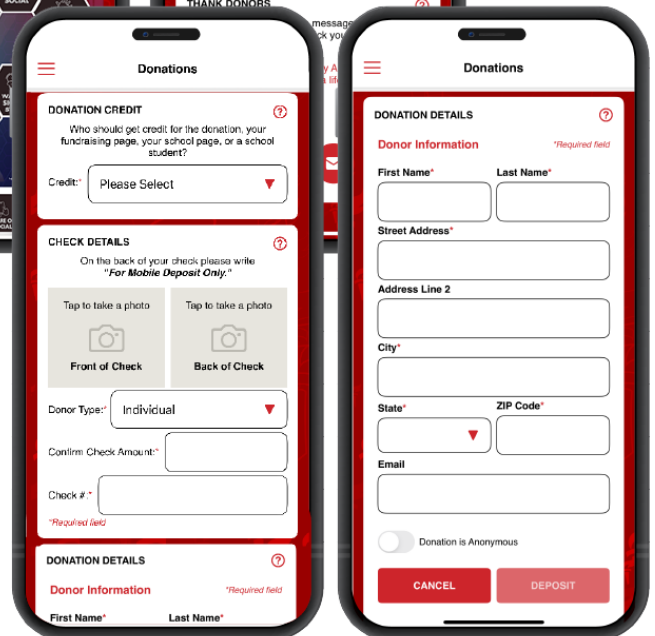 SOCIAL
THANK DONORS
message
ck you
Donations
DONATION CREDIT
Who should get credit for the donation, your
fundraising page, your school page, or a school
student?
Credit:* Please Select
CHECK DETAILS
On the back of your check please write
"For Mobile Deposit Only."
Tap to take a photo Tap to take a photo
Front of Check Back of Check
Donor Type:* Individual
Confirm Check Amount:*
Check #:*
*Required field
DONATION DETAILS
Donor Information *Required field
First Name* Last Name*
Donations
DONATION DETAILS
Donor Information *Required field
First Name* Last Name*
Street Address*
Address Line 2
City*
State* ZIP Code*
Email
Donation is Anonymous
CANCEL DEPOSIT